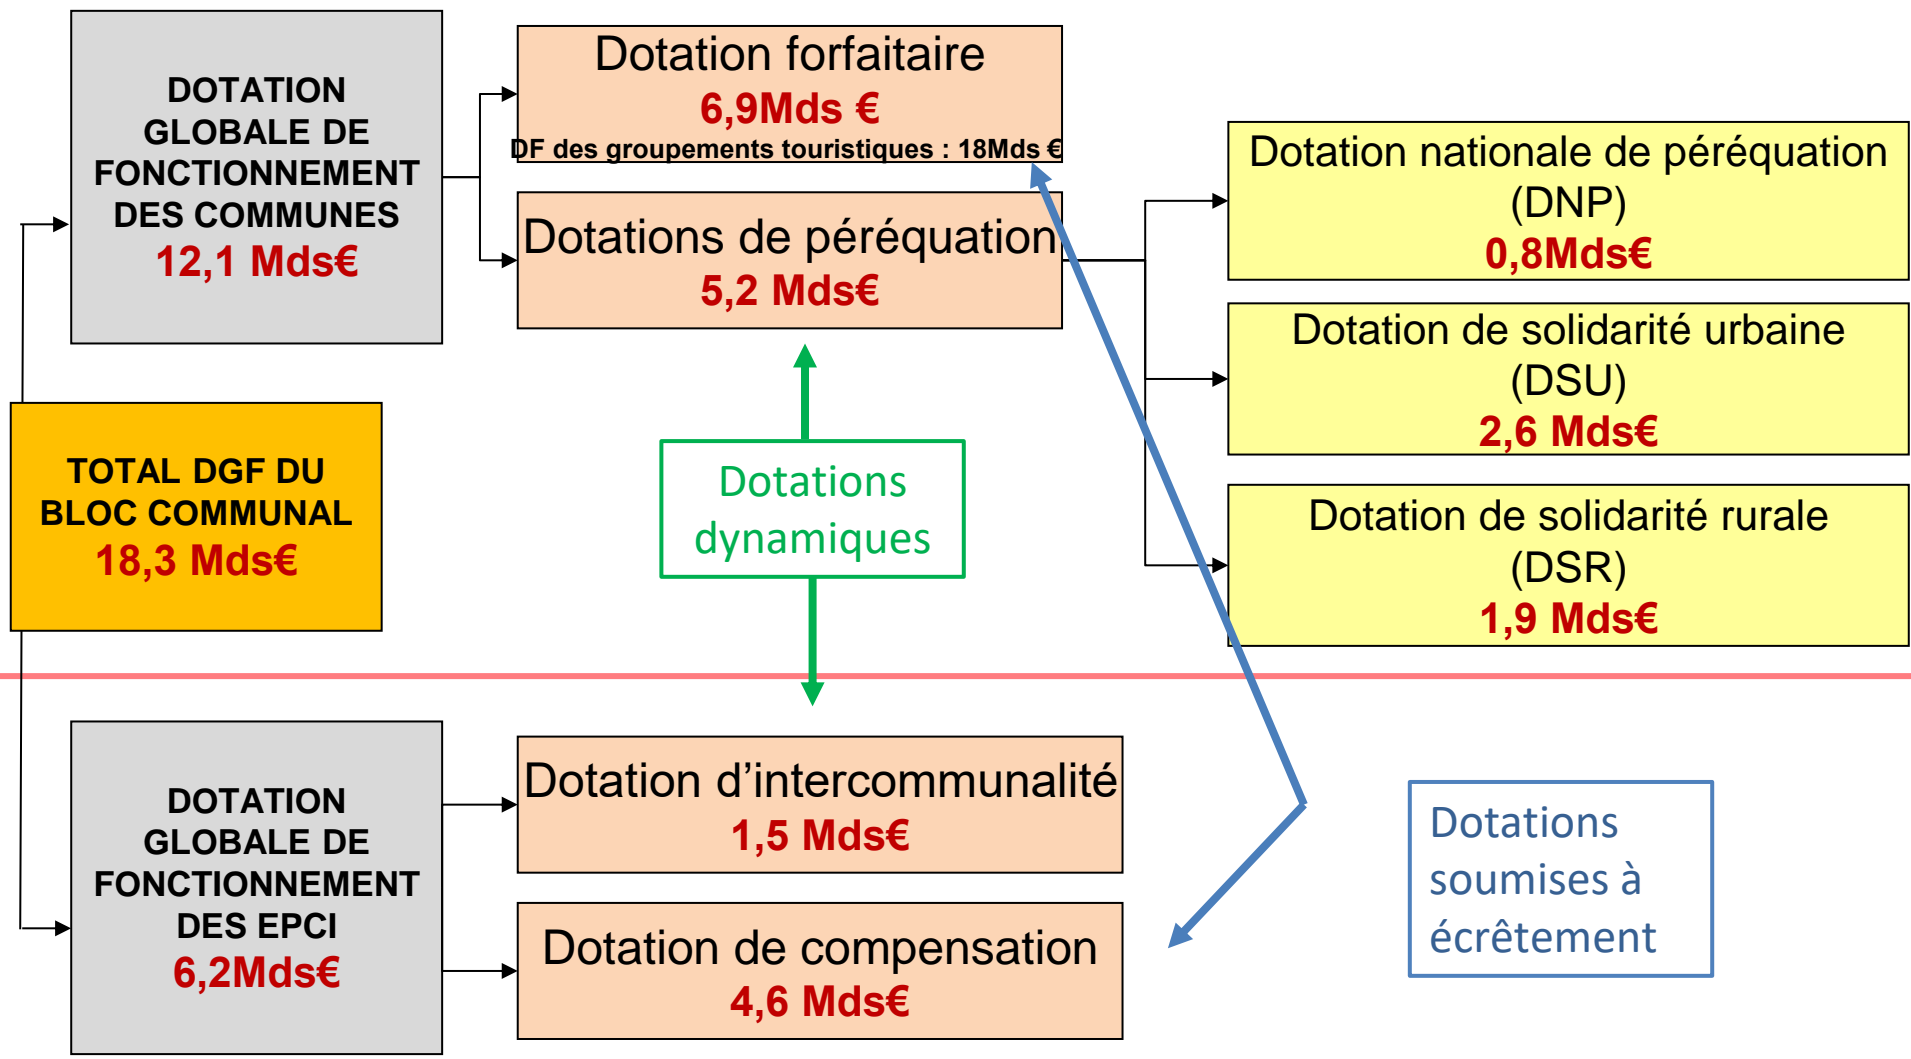 DOTATION
GLOBALE DE
FONCTIONNEMENT
DES COMMUNES
12,1 Mds€
Dotation forfaitaire
6,9Mds €
DF des groupements touristiques : 18Mds €
Dotations de péréquation
5,2 Mds€
Dotation nationale de péréquation
(DNP)
0,8Mds€
Dotation de solidarité urbaine
(DSU)
2,6 Mds€
Dotation de solidarité rurale
(DSR)
1,9 Mds€
TOTAL DGF DU
BLOC COMMUNAL
18,3 Mds€
Dotations
dynamiques
DOTATION
GLOBALE DE
FONCTIONNEMENT
DES EPCI
6,2Mds€
Dotation d’intercommunalité
1,5 Mds€
Dotation de compensation
4,6 Mds€
Dotations
soumises à
écrêtement